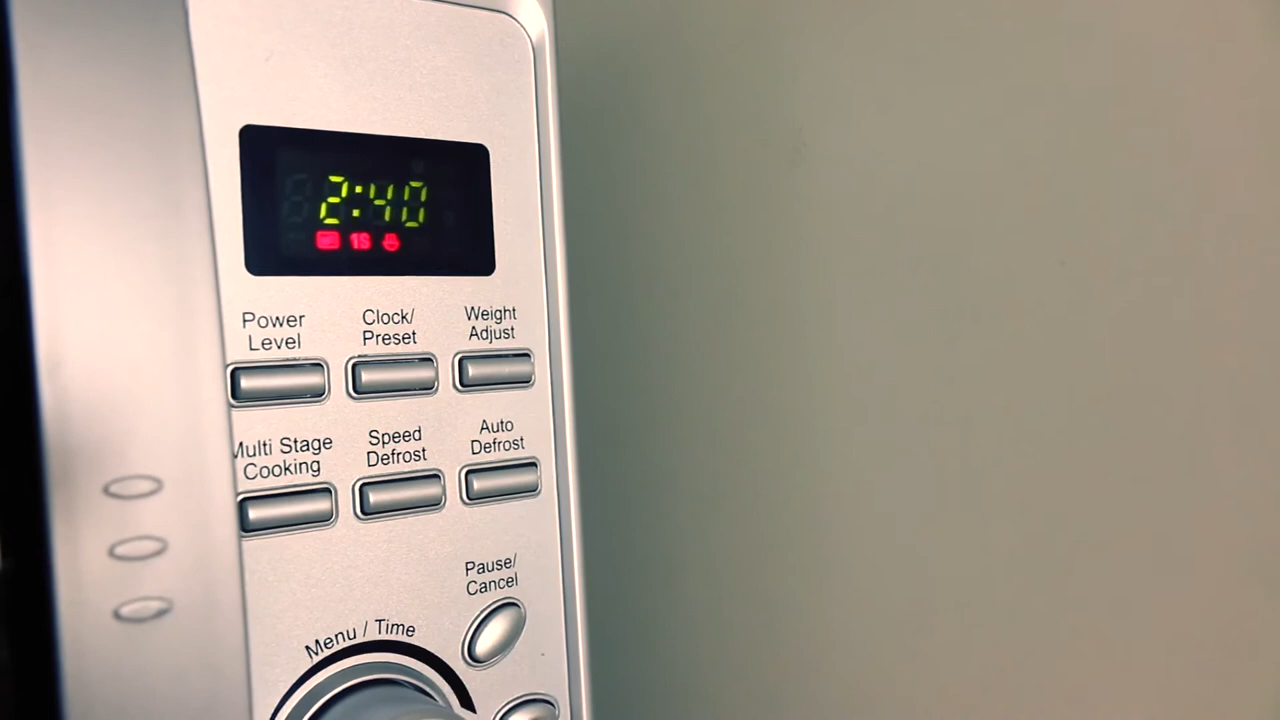 2:40
1S
Power
Level
Clock/
Preset
Weight
Adjust
Multi Stage
Cooking
Speed
Defrost
Auto
Defrost
Pause/
Cancel
Menu / Time